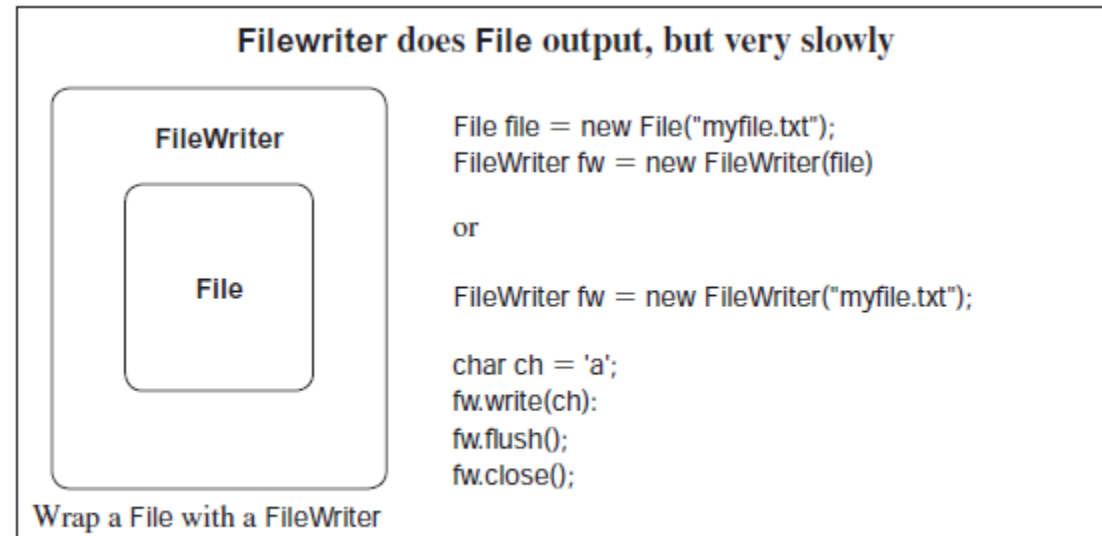 Filewriter does File output, but very slowly
FileWriter
File
Wrap a File with a FileWriter
File file = new File("myfile.txt");
FileWriter fw = new FileWriter(file)
or
FileWriter fw = new FileWriter("myfile.txt");
char ch = 'a';
fw.write(ch):
fw.flush();
fw.close();